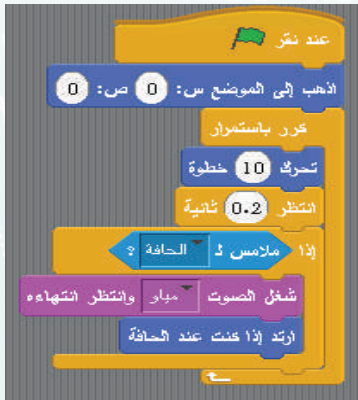 عند نقر
اذهب إلى الموضع س: 0 ص: 0
كرر باستمرار
تحرك 10 خطوة
انتظر 0.2 ثانية
إذا ملامس لـ الحافة ؟
شغل الصوت مياو وانتظر انتهاءه
ارتد إذا كنت عند الحافة